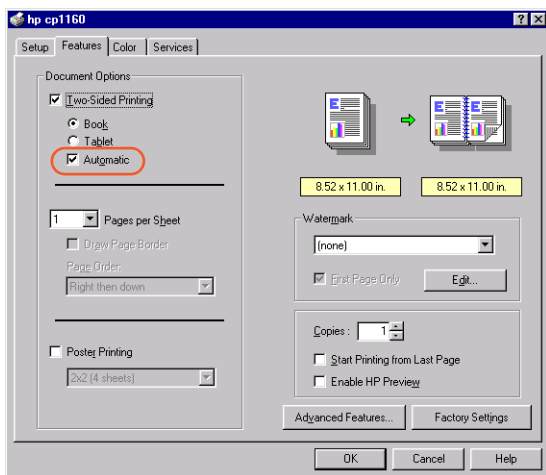 hp cp1160
Setup Features Color Services
Document Options
Two-Sided Printing
Book
Tablet
Automatic
1 Pages per Sheet
Draw Page Border
Page Order:
Right then down
Poster Printing
2x2 (4 sheets)
E E E
8.52 x 11.00 in. 8.52 x 11.00 in.
Watermark
(none)
First Page Only Edit...
Copies : 1
Start Printing from Last Page
Enable HP Preview
Advanced Features... Factory Settings
OK Cancel Help